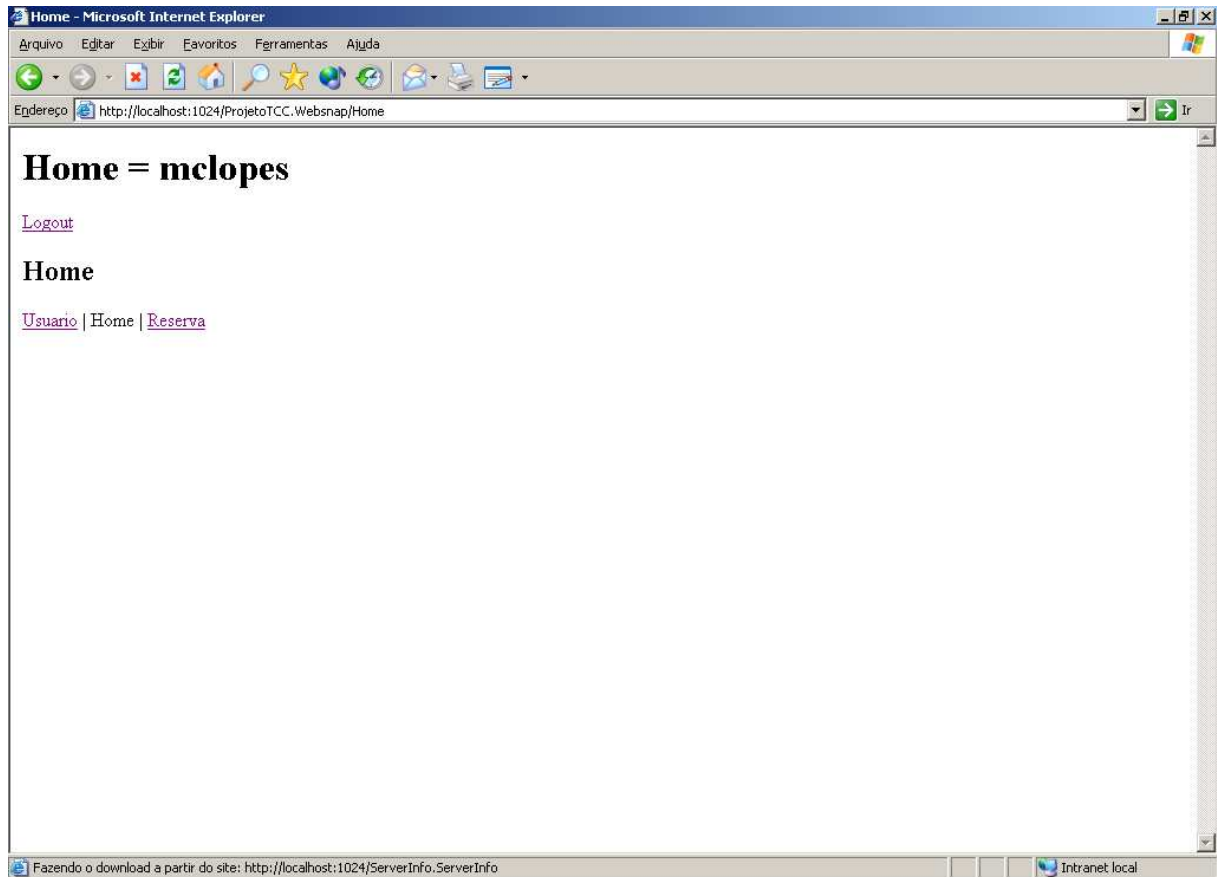 Home - Microsoft Internet Explorer
Arquivo Editar Exibir Favoritos Ferramentas Ajuda
Endereço http://localhost:1024/ProjetoTCC.Websnap/Home Ir
Home = mclopes
Logout
Home
Usuario | Home | Reserva
Fazendo o download a partir do site: http://localhost:1024/ServerInfo.ServerInfo Intranet local